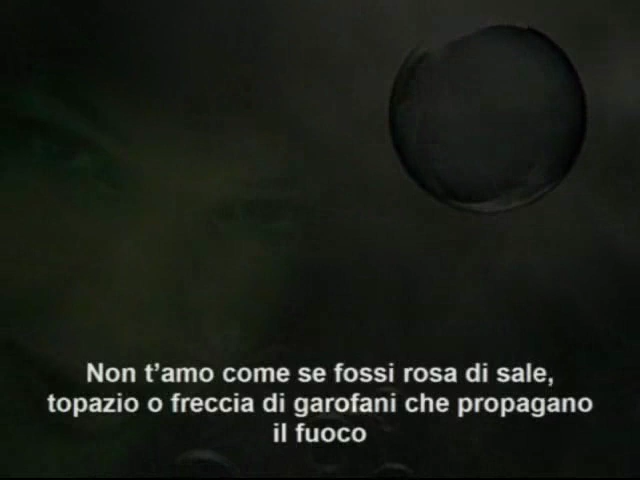 Non t’amo come se fossi rosa di sale,
topazio o freccia di garofani che propagano
il fuoco